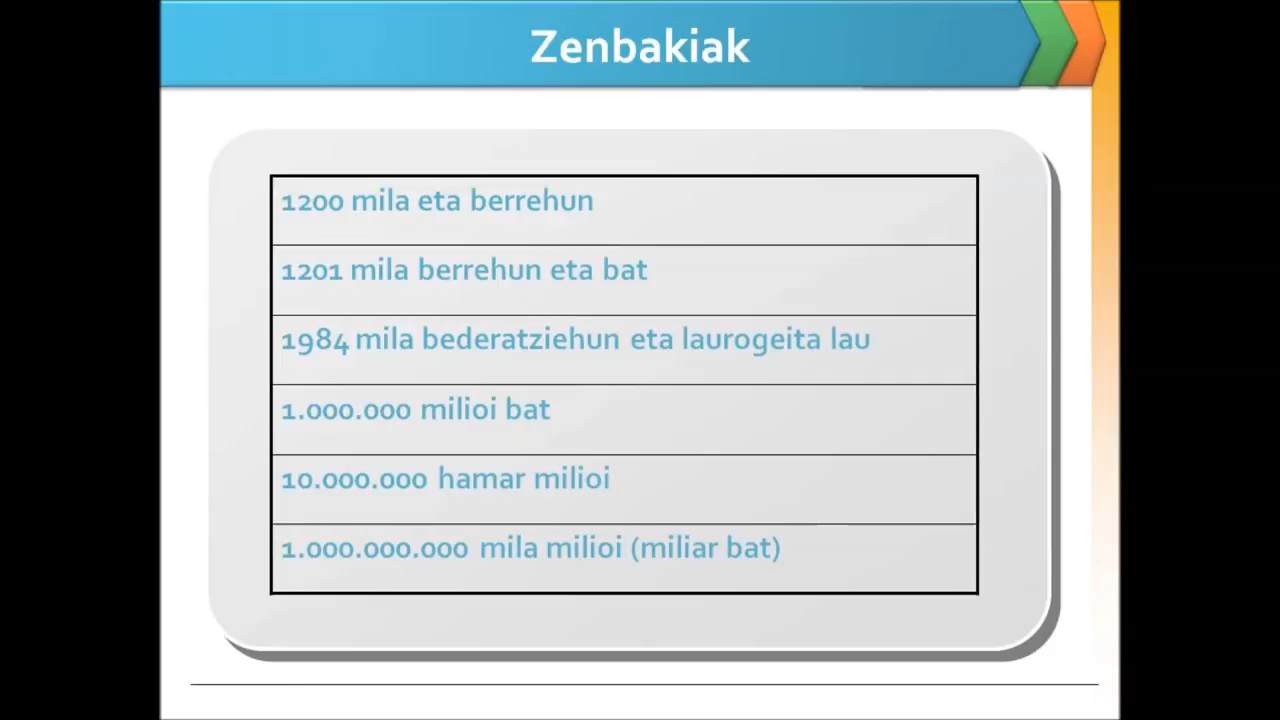 Zenbakiak
1200 mila eta berrehun
1201 mila berrehun eta bat
1984 mila bederatziehun eta laurogeita lau
1.000.000 milioi bat
10.000.000 hamar milioi
1.000.000.000 mila milioi (miliar bat)